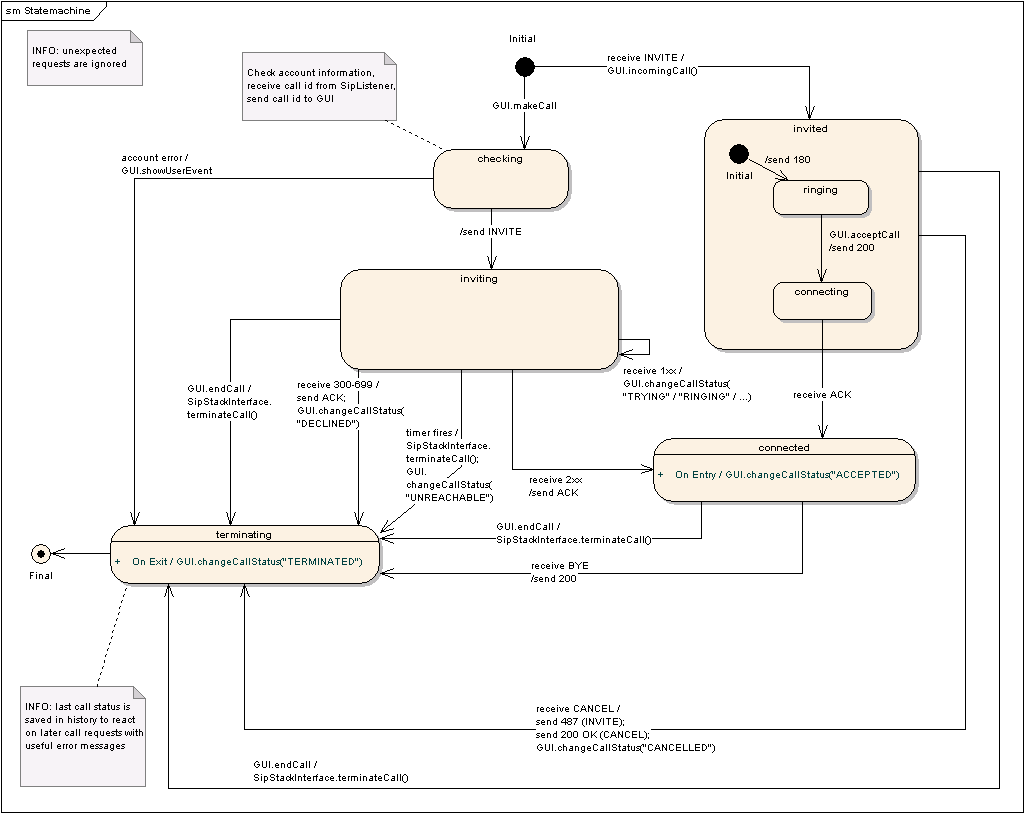 sm Statemachine
INFO: unexpected
requests are ignored
Check account information,
receive call id from SipListener,
send call id to GUI
Initial
receive INVITE /
GUI.incomingCall()
GUI.makeCall
invited
Initial
/send 180
ringing
GUI.acceptCall
/send 200
connecting
account error /
GUI.showUserEvent
checking
/send INVITE
inviting
receive 1xx /
GUI.changeCallStatus(
"TRYING" / "RINGING" / ...)
receive ACK
GUI.endCall /
SipStackInterface.
terminateCall()
receive 300-699 /
send ACK;
GUI.changeCallStatus(
"DECLINED")
timer fires /
SipStackInterface.
terminateCall();
GUI.
changeCallStatus(
"UNREACHABLE")
receive 2xx
/send ACK
connected
+ On Entry / GUI.changeCallStatus("ACCEPTED")
GUI.endCall /
SipStackInterface.terminateCall()
receive BYE
/send 200
terminating
+ On Exit / GUI.changeCallStatus("TERMINATED")
Final
INFO: last call status is
saved in history to react
on later call requests with
useful error messages
receive CANCEL /
send 487 (INVITE);
send 200 OK (CANCEL);
GUI.changeCallStatus("CANCELLED")
GUI.endCall /
SipStackInterface.terminateCall()